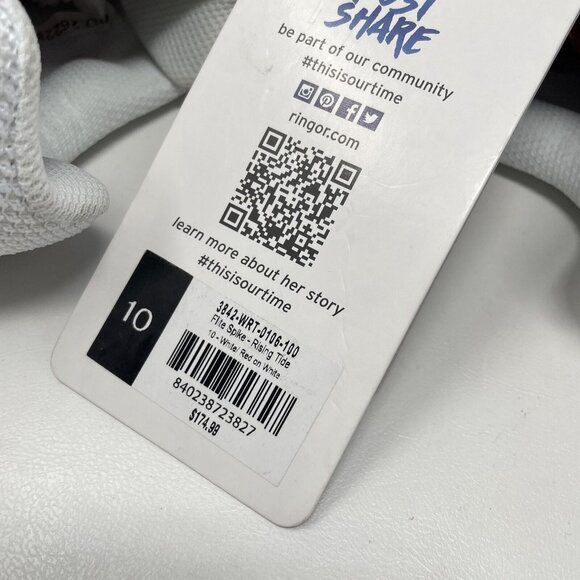 SHARE
be part of our community
#thisisourtime
ringor.com
learn more about her story
#thisisourtime
10
3842-WRT-0106-100
Flite Spike - Rising Tide
10 - White/ Red on White
840238723827
$174.99